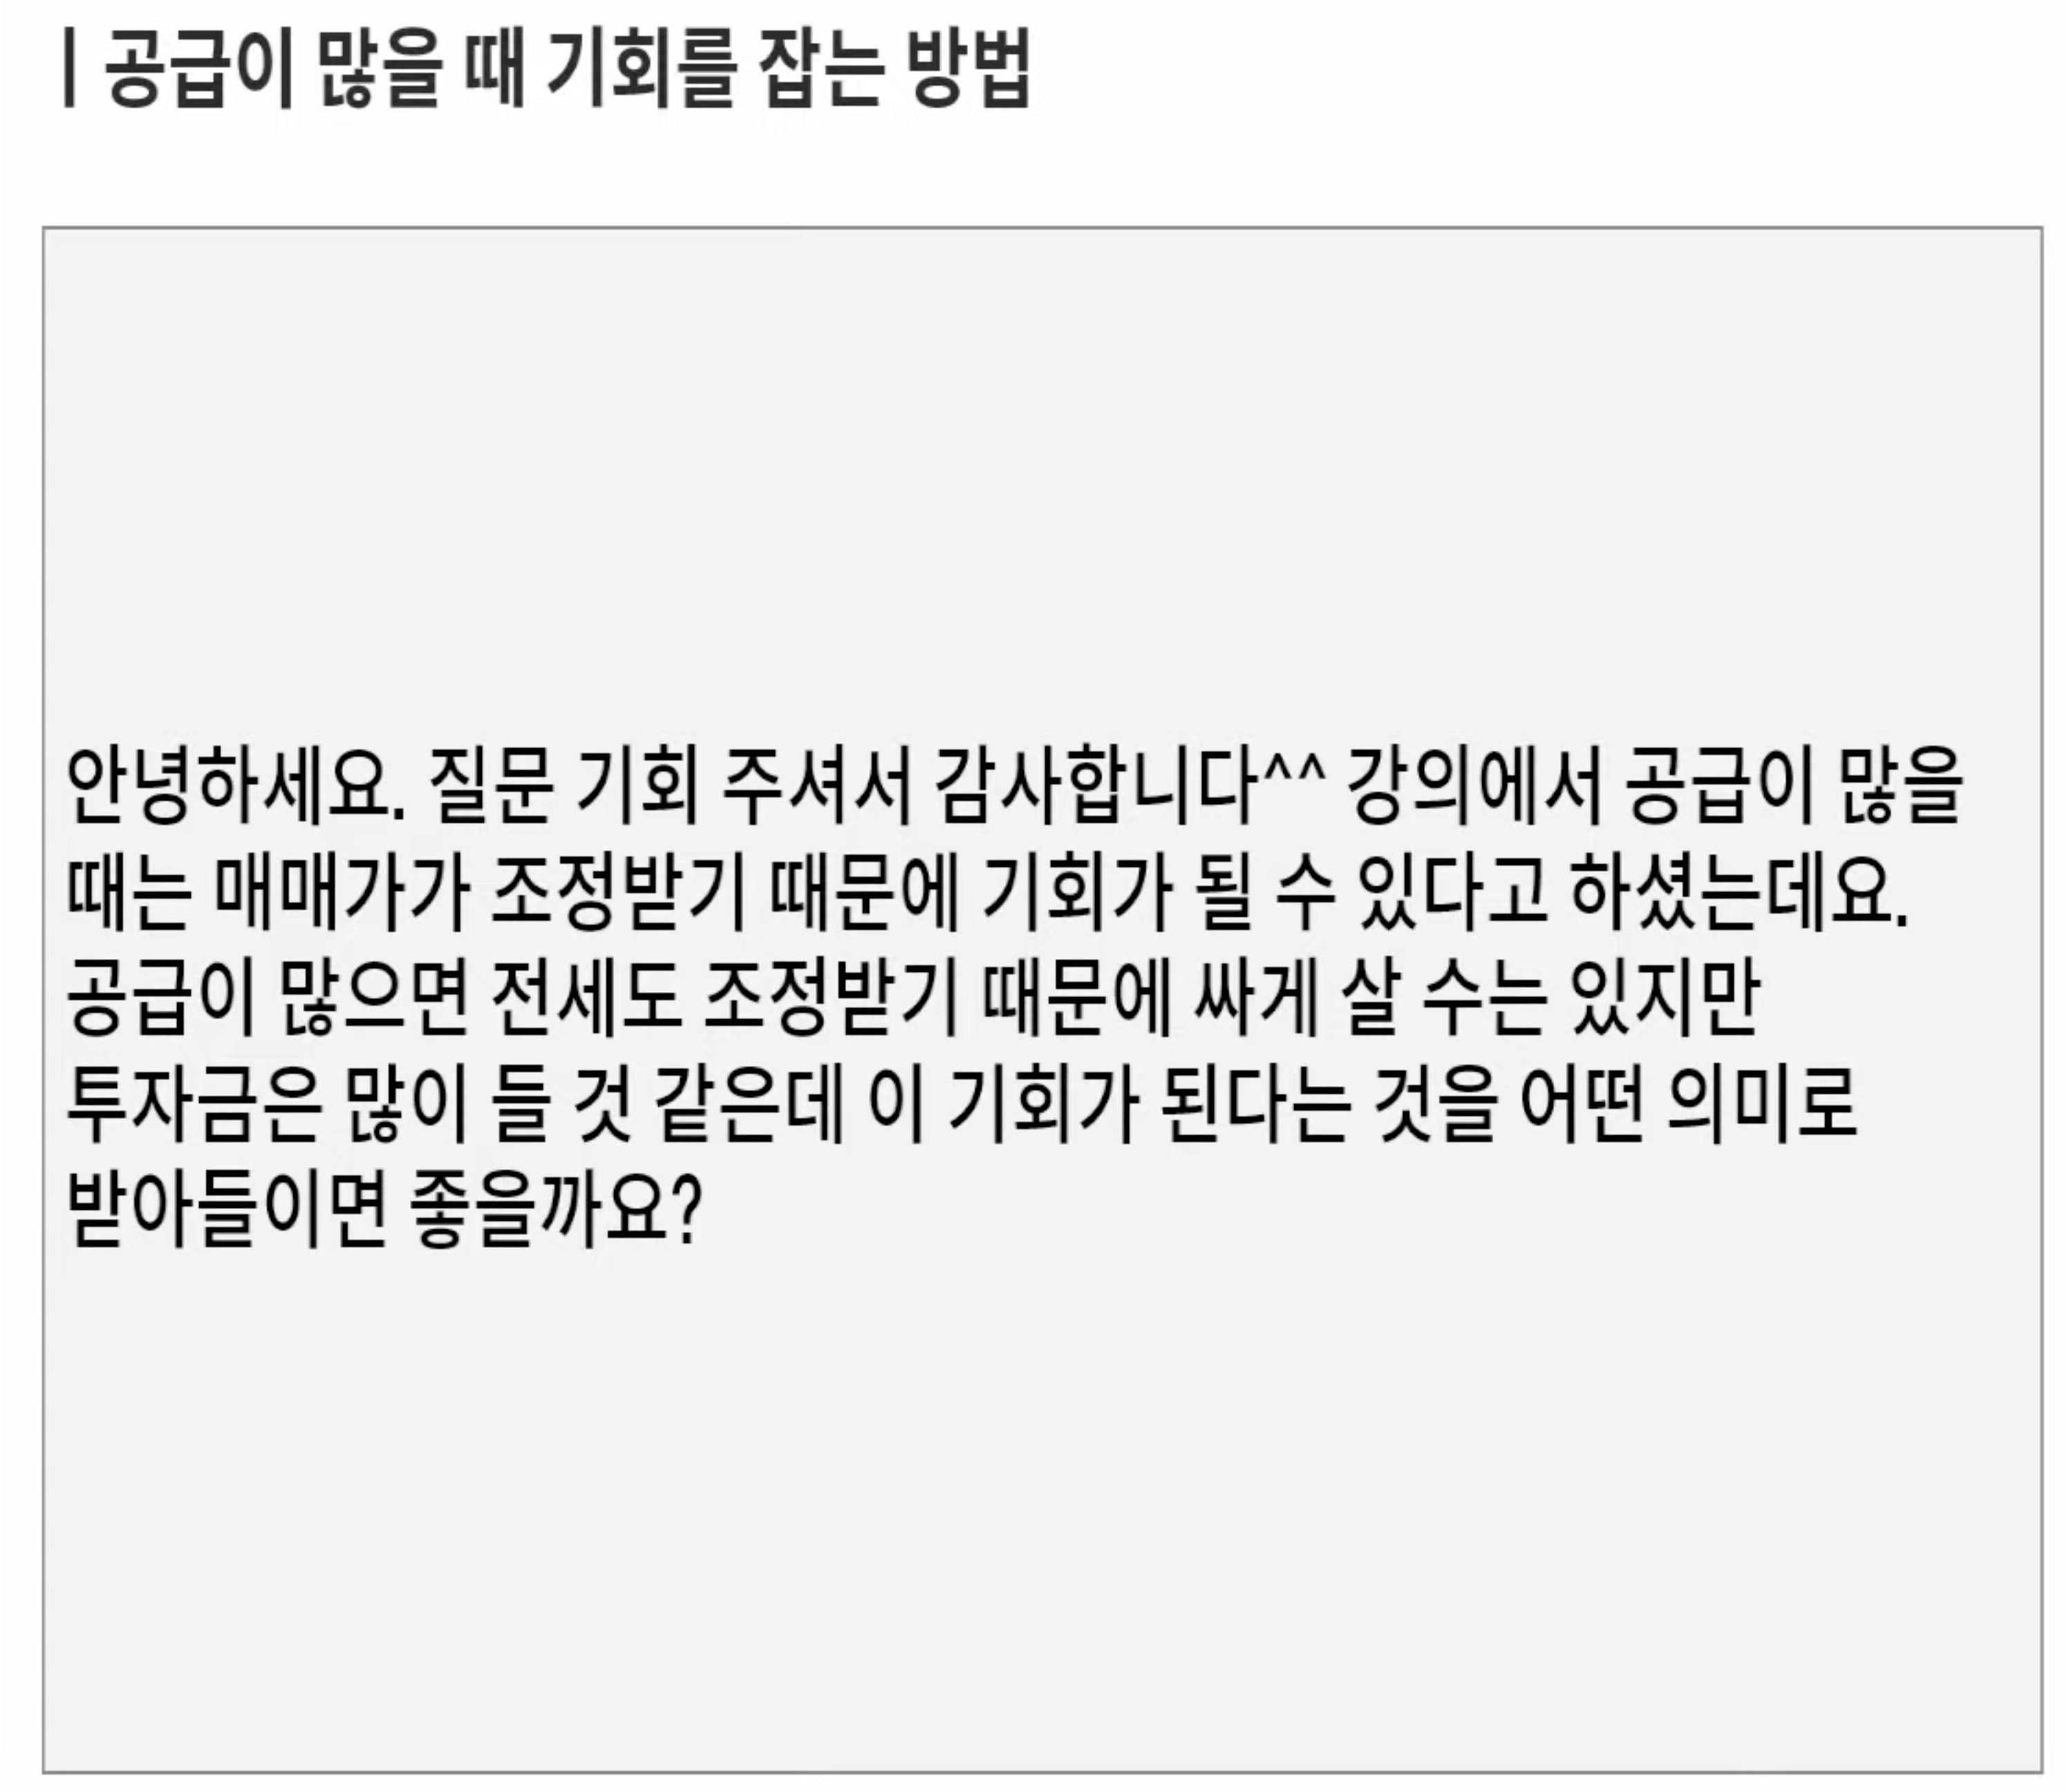 | 공급이 많을 때 기회를 잡는 방법
안녕하세요. 질문 기회 주셔서 감사합니다^^ 강의에서 공급이 많을
때는 매매가가 조정받기 때문에 기회가 될 수 있다고 하셨는데요.
공급이 많으면 전세도 조정받기 때문에 싸게 살 수는 있지만
투자금은 많이 들 것 같은데 이 기회가 된다는 것을 어떤 의미로
받아들이면 좋을까요?